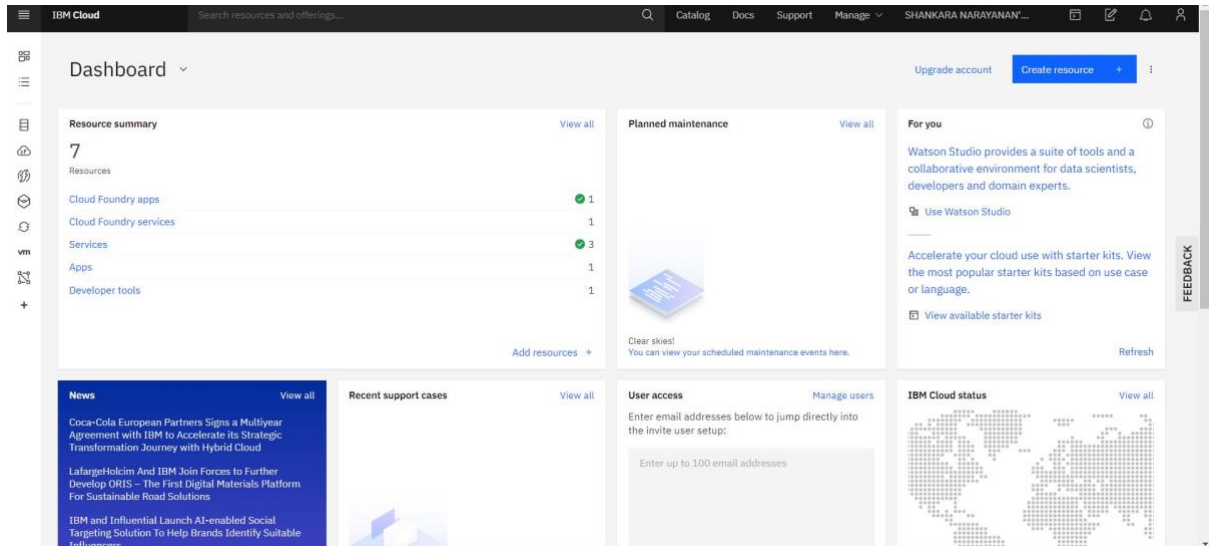 IBM Cloud
Search resources and offerings...
Catalog
Docs
Support
Manage
SHANKARA NARAYANAN'...
Dashboard
Upgrade account
Create resource +
Resource summary
View all
7
Resources
Cloud Foundry apps
1
Cloud Foundry services
1
Services
3
Apps
1
Developer tools
1
Add resources +
Planned maintenance
View all
Clear skies!
You can view your scheduled maintenance events here.
For you
Watson Studio provides a suite of tools and a
collaborative environment for data scientists,
developers and domain experts.
Use Watson Studio
Accelerate your cloud use with starter kits. View
the most popular starter kits based on use case
or language.
View available starter kits
Refresh
FEEDBACK
vm
+
News
View all
Coca-Cola European Partners Signs a Multiyear
Agreement with IBM to Accelerate its Strategic
Transformation Journey with Hybrid Cloud
LafargeHolcim And IBM Join Forces to Further
Develop ORIS – The First Digital Materials Platform
For Sustainable Road Solutions
IBM and Influential Launch AI-enabled Social
Targeting Solution To Help Brands Identify Suitable
Influencers
Recent support cases
View all
User access
Manage users
Enter email addresses below to jump directly into
the invite user setup:
Enter up to 100 email addresses
IBM Cloud status
View all